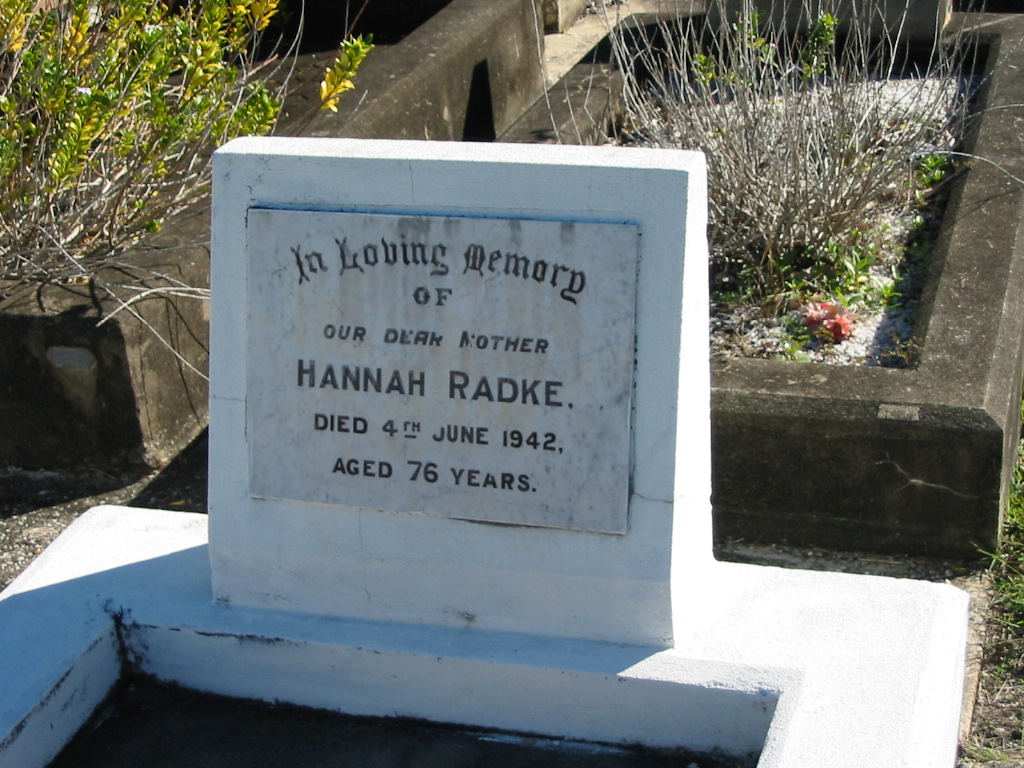 In Loving Memory
OF
OUR DEAR MOTHER
HANNAH RADKE.
DIED 4TH JUNE 1942,
AGED 76 YEARS.